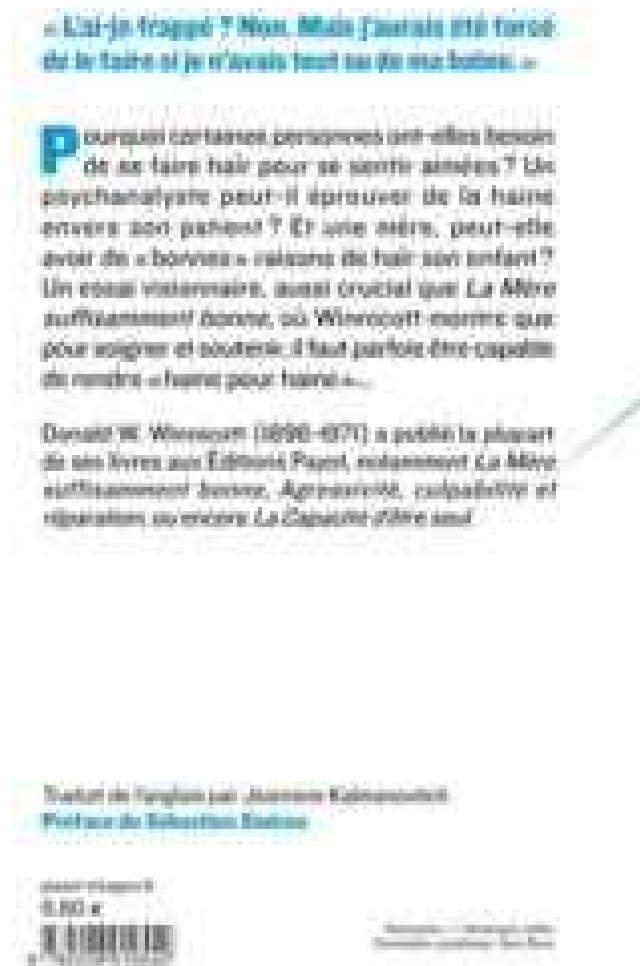 « L'ai-je frappé ? Non. Mais j'aurais été forcé
de le faire si je n'avais tout su de ma haine. »
Pourquoi certaines personnes ont-elles besoin
de se faire haïr pour se sentir aimées ? Un
psychanalyste peut-il éprouver de la haine
envers son patient ? Et une mère, peut-elle
avoir de « bonnes » raisons de haïr son enfant ?
Un essai visionnaire, aussi crucial que La Mère
suffisamment bonne, où Winnicott montre que
pour soigner et soutenir, il faut parfois être capable
de rendre « haine pour haine »...
Donald W. Winnicott (1896-1971) a publié la plupart
de ses livres aux Éditions Payot, notamment La Mère
suffisamment bonne, Agressivité, culpabilité et
réparation, ou encore La Capacité d'être seul.
Traduit de l'anglais par Jeannine Kalmanovitch
Préface de Sébastien